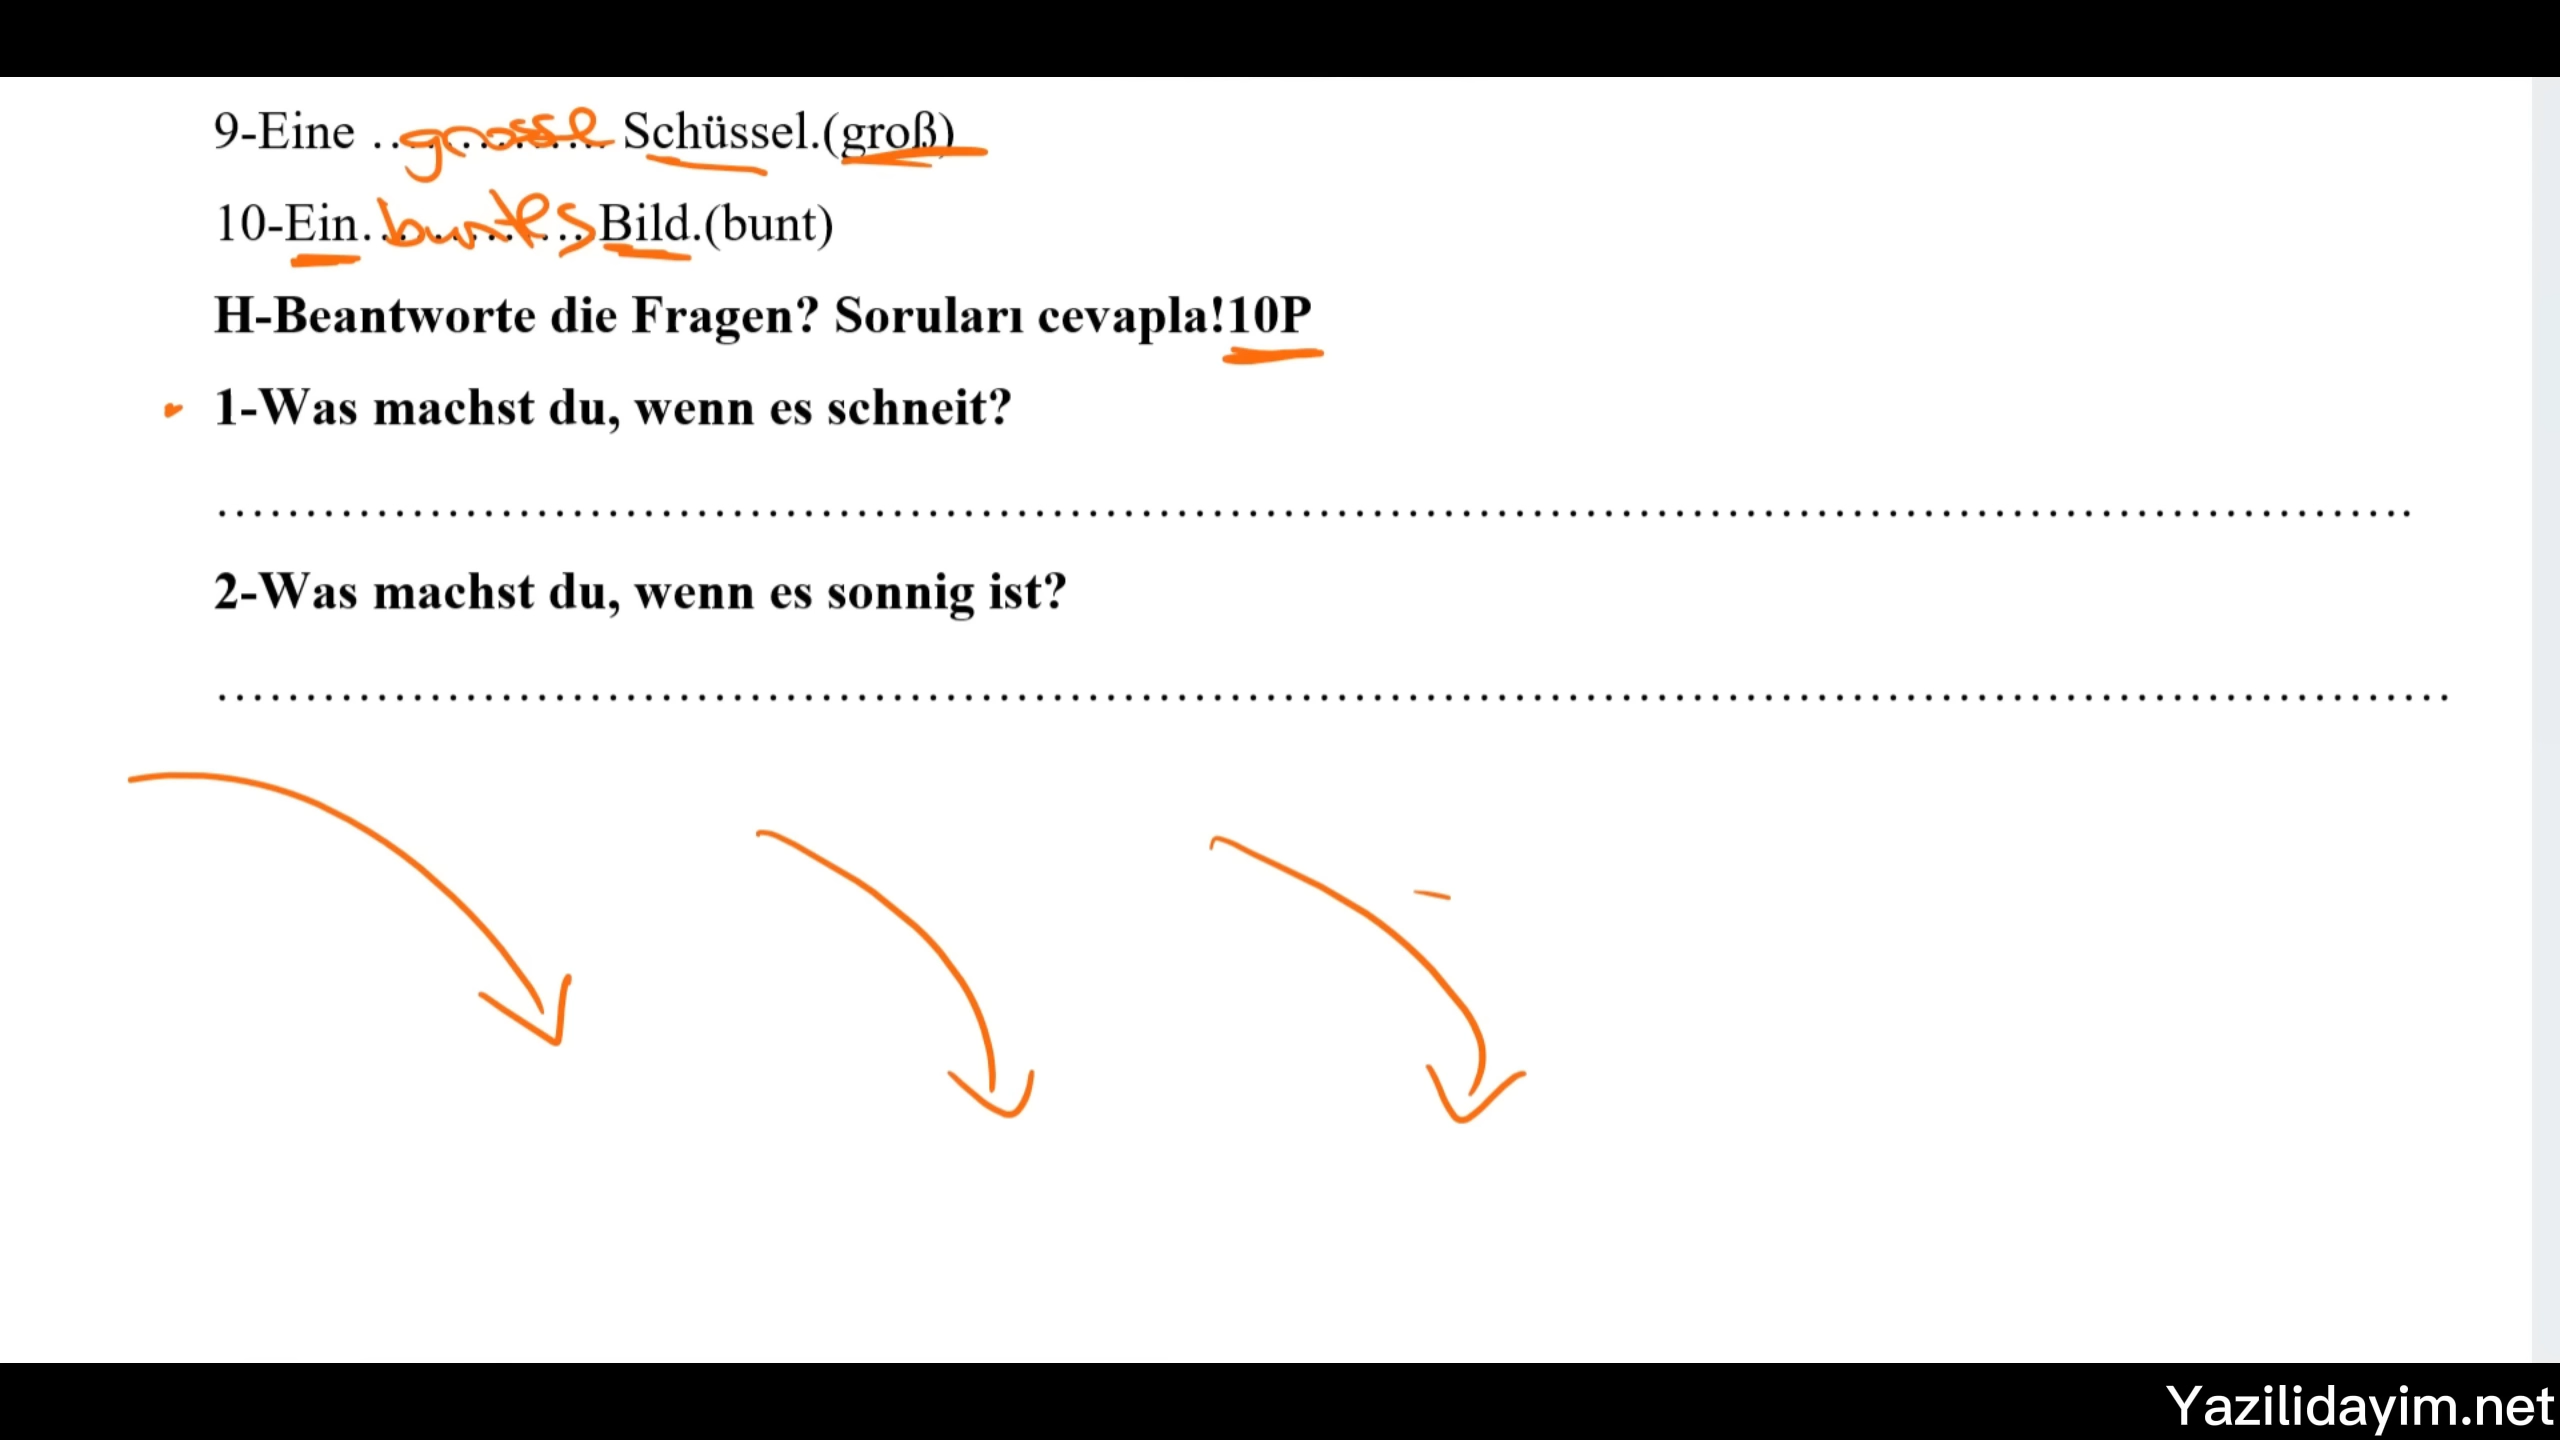 9-Eine ..grosse.. Schüssel.(groß)
10-Ein..buntes..Bild.(bunt)
H-Beantworte die Fragen? Soruları cevapla!10P
1-Was machst du, wenn es schneit?
2-Was machst du, wenn es sonnig ist?
Yazilidayim.net